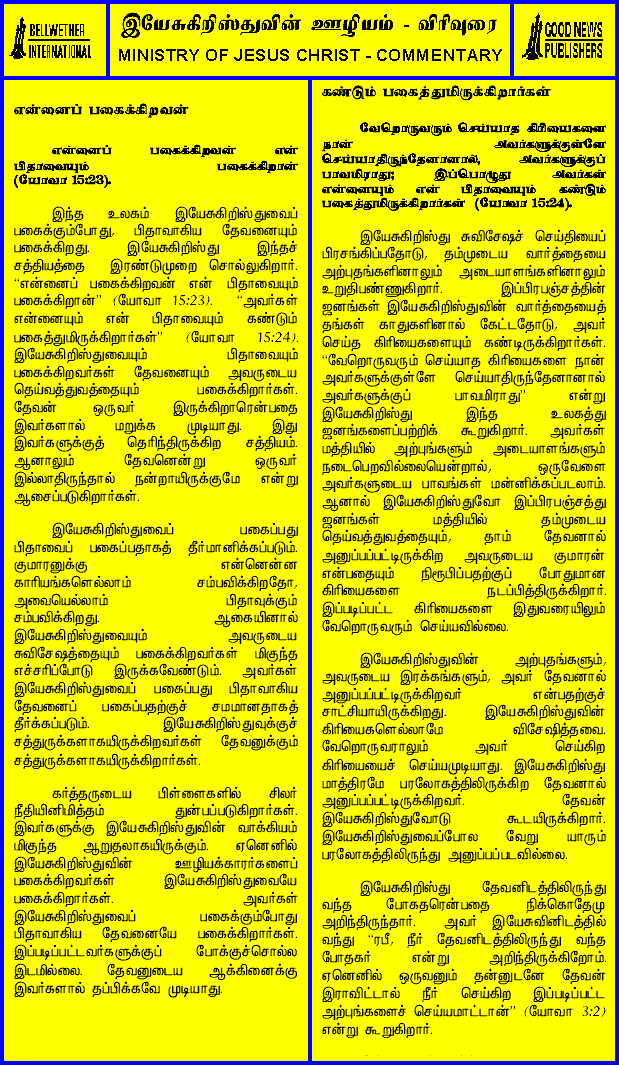 BELLWETHER
INTERNATIONAL
இயேசுகிறிஸ்துவின் ஊழியம் - விரிவுரை
MINISTRY OF JESUS CHRIST - COMMENTARY
GOOD NEWS
PUBLISHERS
என்னைப் பகைக்கிறவன்
என்னைப் பகைக்கிறவன் என்
பிதாவையும் பகைக்கிறான்
(யோவா 15:23).
இந்த உலகம் இயேசுகிறிஸ்துவைப்
பகைக்கும்போது, பிதாவாகிய தேவனையும்
பகைக்கிறது. இயேசுகிறிஸ்து இந்தச்
சத்தியத்தை இரண்டுமுறை சொல்லுகிறார்.
“என்னைப் பகைக்கிறவன் என் பிதாவையும்
பகைக்கிறான்” (யோவா 15:23). “அவர்கள்
என்னையும் என் பிதாவையும் கண்டும்
பகைத்துமிருக்கிறார்கள்” (யோவா 15:24).
இயேசுகிறிஸ்துவையும் பிதாவையும்
பகைக்கிறவர்கள் தேவனையும் அவருடைய
தெய்வத்துவத்தையும் பகைக்கிறார்கள்.
தேவன் ஒருவர் இருக்கிறாரென்பதை
இவர்களால் மறுக்க முடியாது. இது
இவர்களுக்குத் தெரிந்திருக்கிற சத்தியம்.
ஆனாலும் தேவனென்று ஒருவர்
இல்லாதிருந்தால் நன்றாயிருக்குமே என்று
ஆசைப்படுகிறார்கள்.
இயேசுகிறிஸ்துவைப் பகைப்பது
பிதாவைப் பகைப்பதாகத் தீர்மானிக்கப்படும்.
குமாரனுக்கு என்னென்ன
காரியங்களெல்லாம் சம்பவிக்கிறதோ,
அவையெல்லாம் பிதாவுக்கும்
சம்பவிக்கிறது. ஆகையினால்
இயேசுகிறிஸ்துவையும் அவருடைய
சுவிசேஷத்தையும் பகைக்கிறவர்கள் மிகுந்த
எச்சரிப்போடு இருக்கவேண்டும். அவர்கள்
இயேசுகிறிஸ்துவைப் பகைப்பது பிதாவாகிய
தேவனைப் பகைப்பதற்குச் சமமானதாகத்
தீர்க்கப்படும். இயேசுகிறிஸ்துவுக்குச்
சத்துருக்களாகயிருக்கிறவர்கள் தேவனுக்கும்
சத்துருக்களாகயிருக்கிறார்கள்.
கர்த்தருடைய பிள்ளைகளில் சிலர்
நீதியினிமித்தம் துன்பப்படுகிறார்கள்.
இவர்களுக்கு இயேசுகிறிஸ்துவின் வாக்கியம்
மிகுந்த ஆறுதலாகயிருக்கும். ஏனெனில்
இயேசுகிறிஸ்துவின் ஊழியக்காரர்களைப்
பகைக்கிறவர்கள் இயேசுகிறிஸ்துவையே
பகைக்கிறார்கள். அவர்கள்
இயேசுகிறிஸ்துவைப் பகைக்கும்போது
பிதாவாகிய தேவனையே பகைக்கிறார்கள்.
இப்படிப்பட்டவர்களுக்குப் போக்குச்சொல்ல
இடமில்லை. தேவனுடைய ஆக்கினைக்கு
இவர்களால் தப்பிக்கவே முடியாது.
கண்டும் பகைத்துமிருக்கிறார்கள்
வேறொருவரும் செய்யாத கிரியைகளை
நான் அவர்களுக்குள்ளே
செய்யாதிருந்தேனானால், அவர்களுக்குப்
பாவமிராது; இப்பொழுது அவர்கள்
என்னையும் என் பிதாவையும் கண்டும்
பகைத்துமிருக்கிறார்கள் (யோவா 15:24).
இயேசுகிறிஸ்து சுவிசேஷச் செய்தியைப்
பிரசங்கிப்பதோடு, தம்முடைய வார்த்தையை
அற்புதங்களினாலும் அடையாளங்களினாலும்
உறுதிபண்ணுகிறார். இப்பிரபஞ்சத்தின்
ஜனங்கள் இயேசுகிறிஸ்துவின் வார்த்தையைத்
தங்கள் காதுகளினால் கேட்டதோடு, அவர்
செய்த கிரியைகளையும் கண்டிருக்கிறார்கள்.
“வேறொருவரும் செய்யாத கிரியைகளை நான்
அவர்களுக்குள்ளே செய்யாதிருந்தேனானால்
அவர்களுக்குப் பாவமிராது” என்று
இயேசுகிறிஸ்து இந்த உலகத்து
ஜனங்களைப்பற்றிக் கூறுகிறார். அவர்கள்
மத்தியில் அற்புங்களும் அடையாளங்களும்
நடைபெறவில்லையென்றால், ஒருவேளை
அவர்களுடைய பாவங்கள் மன்னிக்கப்படலாம்.
ஆனால் இயேசுகிறிஸ்துவோ இப்பிரபஞ்சத்து
ஜனங்கள் மத்தியில் தம்முடைய
தெய்வத்துவத்தையும், தாம் தேவனால்
அனுப்பப்பட்டிருக்கிற அவருடைய குமாரன்
என்பதையும் நிரூபிப்பதற்குப் போதுமான
கிரியைகளை நடப்பித்திருக்கிறார்.
இப்படிப்பட்ட கிரியைகளை இதுவரையிலும்
வேறொருவரும் செய்யவில்லை.
இயேசுகிறிஸ்துவின் அற்புதங்களும்,
அவருடைய இரக்கங்களும், அவர் தேவனால்
அனுப்பப்பட்டிருக்கிறவர் என்பதற்குச்
சாட்சியாயிருக்கிறது. இயேசுகிறிஸ்துவின்
கிரியைகளெல்லாமே விசேஷித்தவை.
வேறொருவராலும் அவர் செய்கிற
கிரியையைச் செய்யமுடியாது. இயேசுகிறிஸ்து
மாத்திரமே பரலோகத்திலிருக்கிற தேவனால்
அனுப்பப்பட்டிருக்கிறவர். தேவன்
இயேசுகிறிஸ்துவோடு கூடயிருக்கிறார்.
இயேசுகிறிஸ்துவைப்போல வேறு யாரும்
பரலோகத்திலிருந்து அனுப்பப்படவில்லை.
இயேசுகிறிஸ்து தேவனிடத்திலிருந்து
வந்த போகதரென்பதை நிக்கொதேமு
அறிந்திருந்தார். அவர் இயேசுவினிடத்தில்
வந்து “ரபீ, நீர் தேவனிடத்திலிருந்து வந்த
போதகர் என்று அறிந்திருக்கிறோம்.
ஏனெனில் ஒருவனும் தன்னுடனே தேவன்
இராவிட்டால் நீர் செய்கிற இப்படிப்பட்ட
அற்புங்களைச் செய்யமாட்டான்” (யோவா 3:2)
என்று கூறுகிறார்.